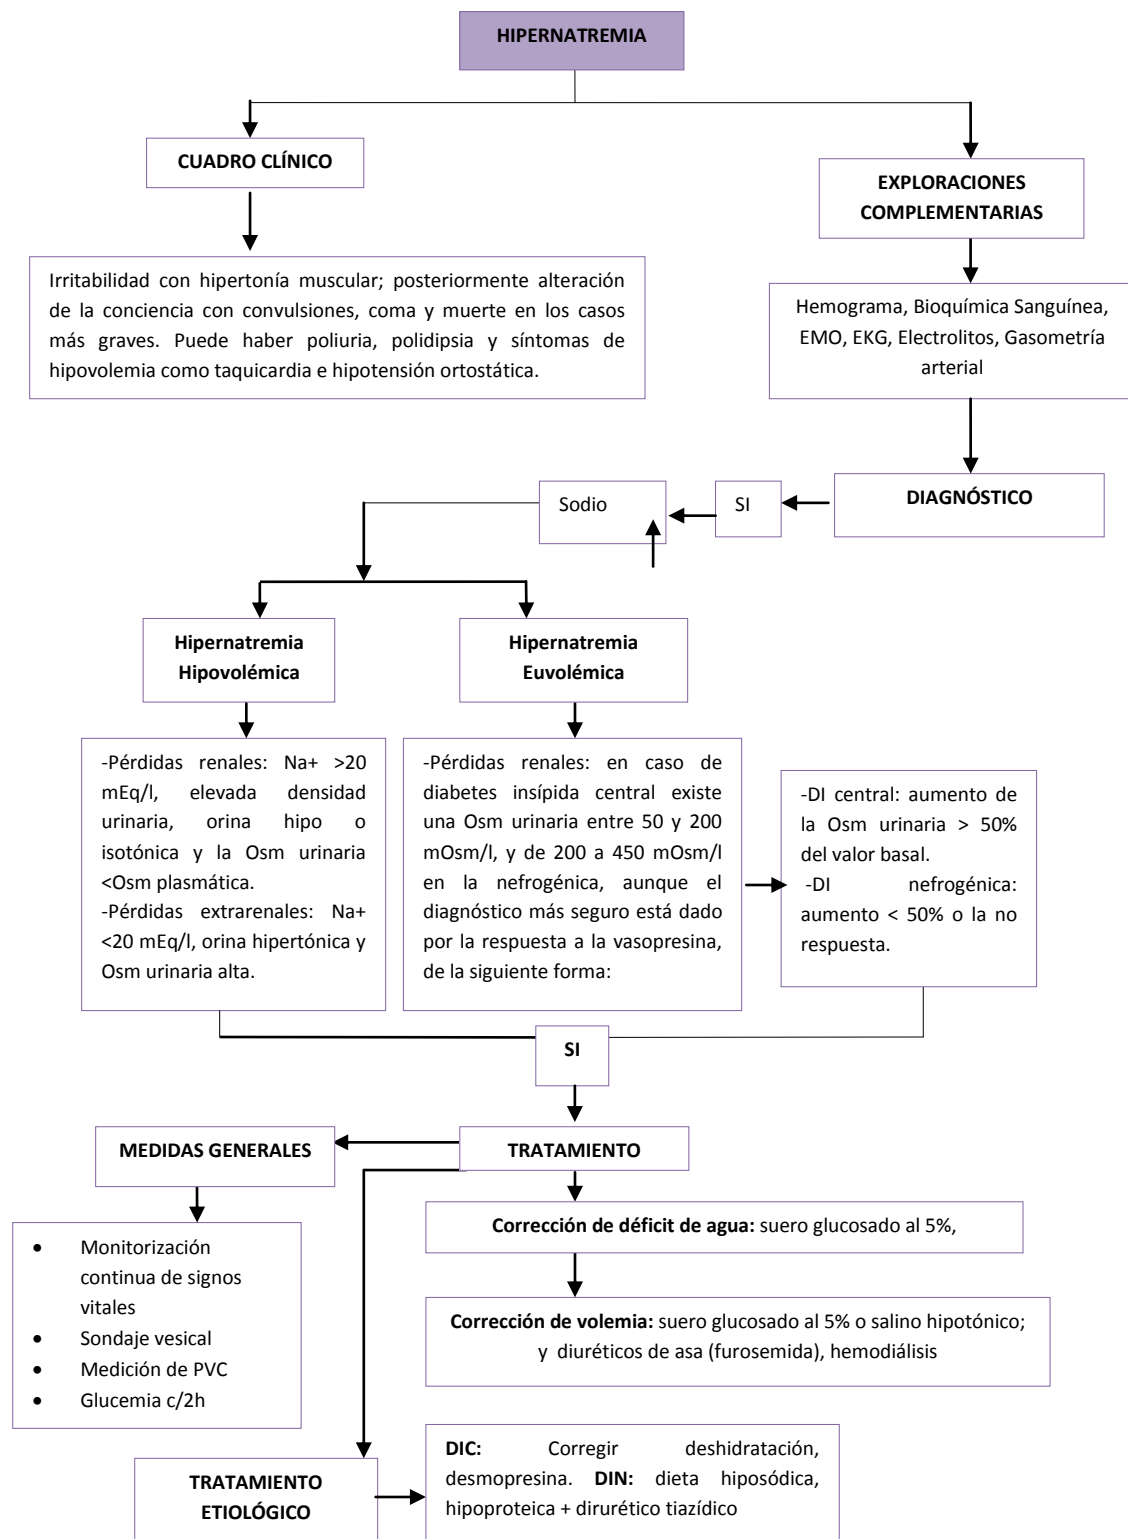 HIPERNATREMIA
CUADRO CLÍNICO
EXPLORACIONES
COMPLEMENTARIAS
Irritabilidad con hipertonía muscular; posteriormente alteración
de la conciencia con convulsiones, coma y muerte en los casos
más graves. Puede haber poliuria, polidipsia y síntomas de
hipovolemia como taquicardia e hipotensión ortostática.
Hemograma, Bioquímica Sanguínea,
EMO, EKG, Electrolitos, Gasometría
arterial
DIAGNÓSTICO
SI
Sodio
Hipernatremia
Hipovolémica
Hipernatremia
Euvolémica
-Pérdidas renales: Na+ >20
mEq/l, elevada densidad
urinaria, orina hipo o
isotónica y la Osm urinaria
<Osm plasmática.
-Pérdidas extrarenales: Na+
<20 mEq/l, orina hipertónica y
Osm urinaria alta.
-Pérdidas renales: en caso de
diabetes insípida central existe
una Osm urinaria entre 50 y 200
mOsm/l, y de 200 a 450 mOsm/l
en la nefrogénica, aunque el
diagnóstico más seguro está dado
por la respuesta a la vasopresina,
de la siguiente forma:
-DI central: aumento de
la Osm urinaria > 50%
del valor basal.
-DI nefrogénica:
aumento < 50% o la no
respuesta.
SI
MEDIDAS GENERALES
TRATAMIENTO
Corrección de déficit de agua: suero glucosado al 5%,
• Monitorización
continua de signos
vitales
• Sondaje vesical
• Medición de PVC
• Glucemia c/2h
Corrección de volemia: suero glucosado al 5% o salino hipotónico;
y diuréticos de asa (furosemida), hemodiálisis
TRATAMIENTO
ETIOLÓGICO
DIC: Corregir deshidratación,
desmopresina. DIN: dieta hiposódica,
hipoproteica + dirurético tiazídico